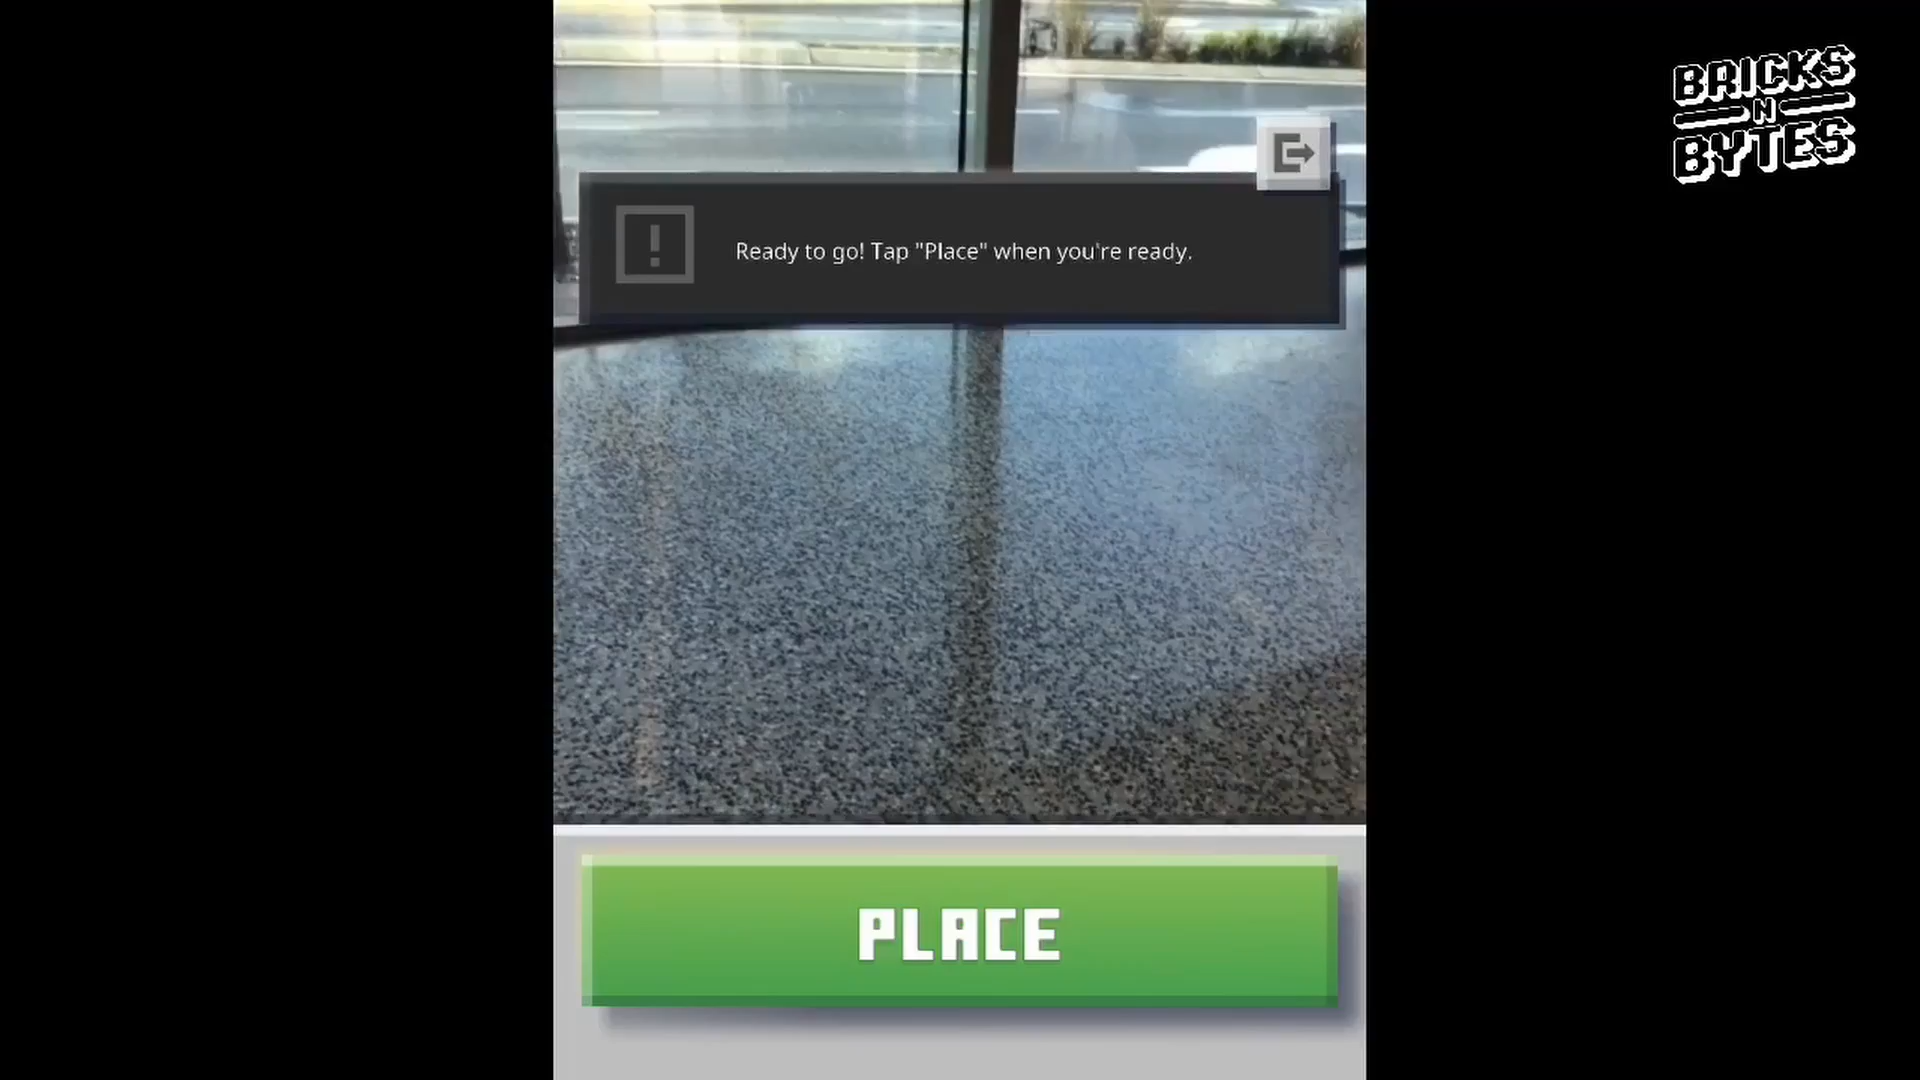 BRICKS
N
BYTES
Ready to go! Tap "Place" when you're ready.
PLACE